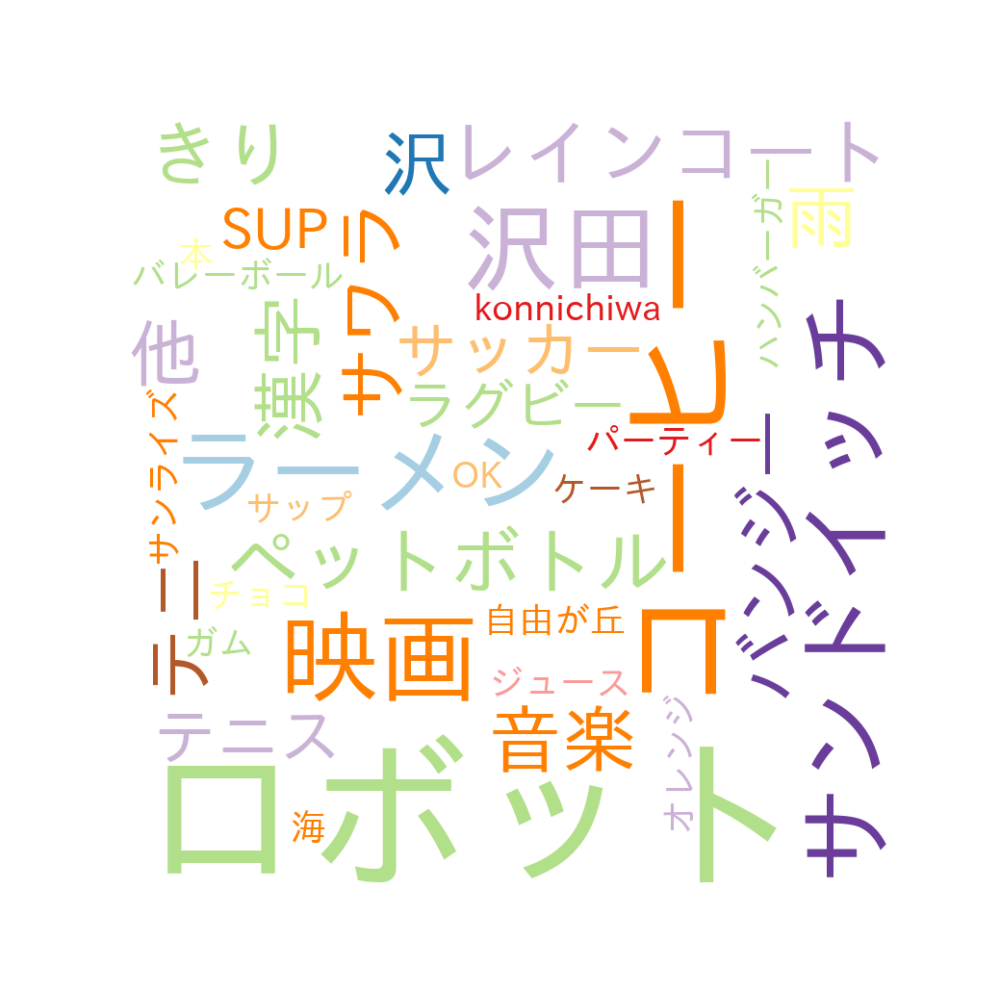 きり
沢
レインコート
SUP
サワラ
沢田
雨
本
バレーボール
ハンバーガー
konnichiwa
他
漢字
サッカー
コーヒー
サンドイッチ
ラグビー
サンライズ
ラーメン
パーティー
OK
ケーキ
バンジー
サップ
ペットボトル
チョコ
テニー
ガム
映画
自由が丘
ジュース
テニス
音楽
オレンジ
ロボット
海